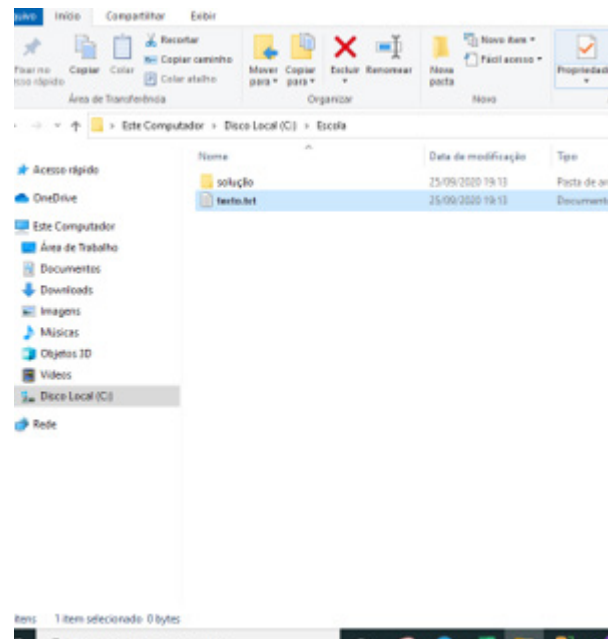 Início Compartilhar Exibir
Copiar Colar
Recortar
Copiar caminho
Colar atalho
Mover para
Copiar para
Excluir
Renomear
Nova pasta
Novo item
Fácil acesso
Área de Transferência Organizar Novo
> Este Computador > Disco Local (C:) > Escola
Nome Data de modificação Tipo
solução 25/09/2020 19:13 Pasta de
texto.txt 25/09/2020 19:13
Acesso rápido
OneDrive
Este Computador
Área de Trabalho
Documentos
Downloads
Imagens
Músicas
Objetos 3D
Vídeos
Disco Local (C:)
Rede
1 item selecionado 0 bytes